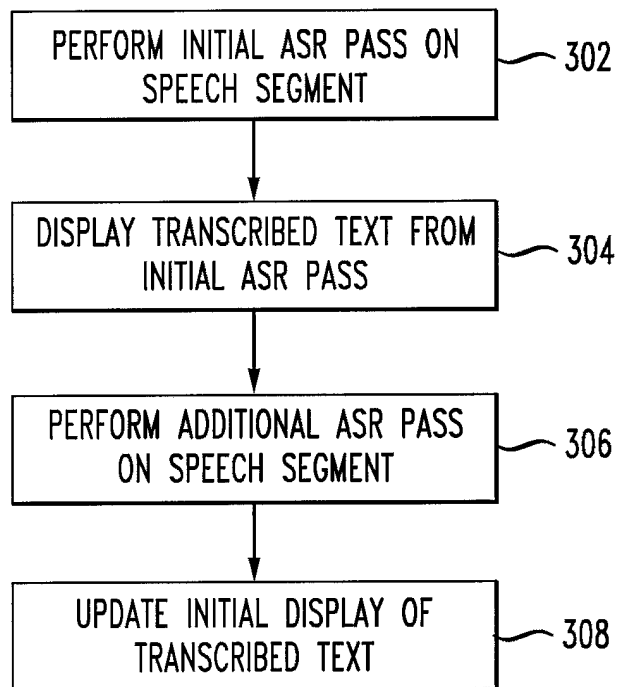 PERFORM INITIAL ASR PASS ON
SPEECH SEGMENT
302
DISPLAY TRANSCRIBED TEXT FROM
INITIAL ASR PASS
304
PERFORM ADDITIONAL ASR PASS
ON SPEECH SEGMENT
306
UPDATE INITIAL DISPLAY OF
TRANSCRIBED TEXT
308